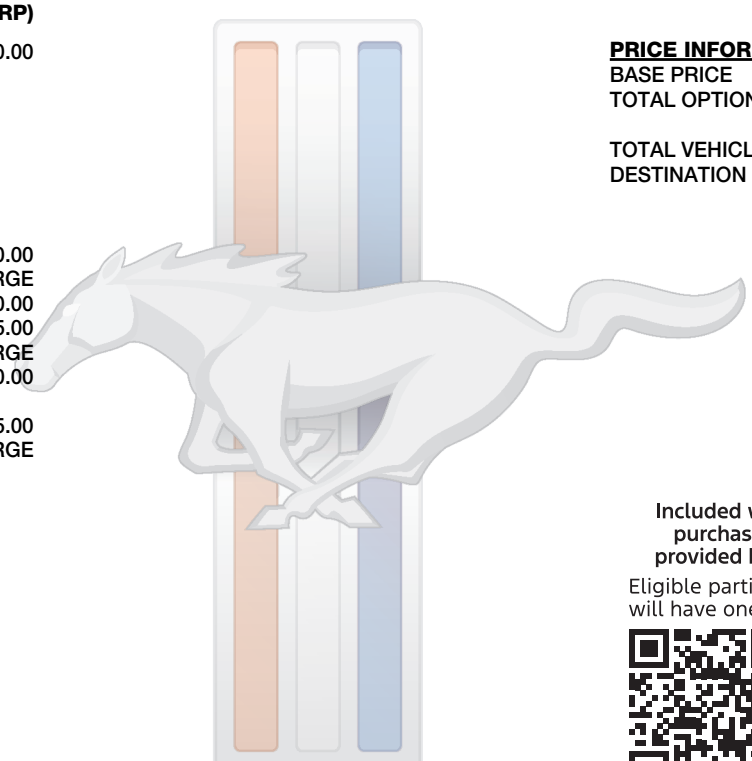 RP)
0.00
0.00
RGE
0.00
5.00
RGE
0.00
5.00
RGE
PRICE INFOR
BASE PRICE
TOTAL OPTION
TOTAL VEHICL
DESTINATION
Included w
purchas
provided b
Eligible parti
will have one